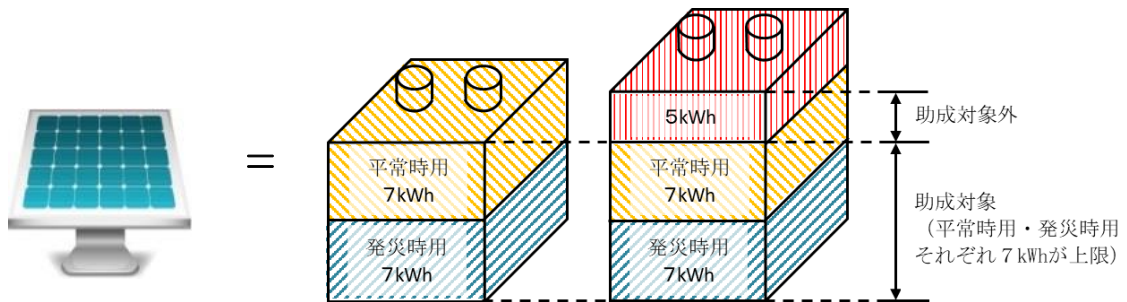 =
平常時用
7kWh
発災時用
7kWh
5kWh
平常時用
7kWh
発災時用
7kWh
助成対象外
助成対象
(平常時用・発災時用
それぞれ7kWhが上限)